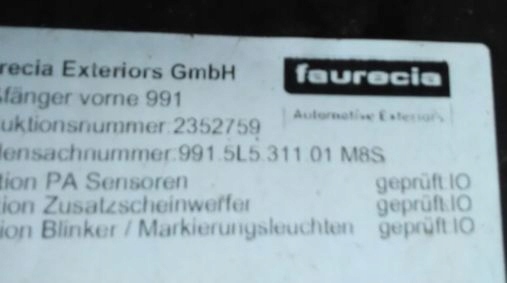 recia Exteriors GmbH
faurecia
fänger vorne 991
Automotive Exteriors
uktionsnummer:2352759
ensachnummer:991.5L5.311.01 M8S
tion PA Sensoren geprüft:IO
ion Zusatzscheinwerfer geprüft:IO
ion Blinker / Markierungsleuchten geprüft:IO